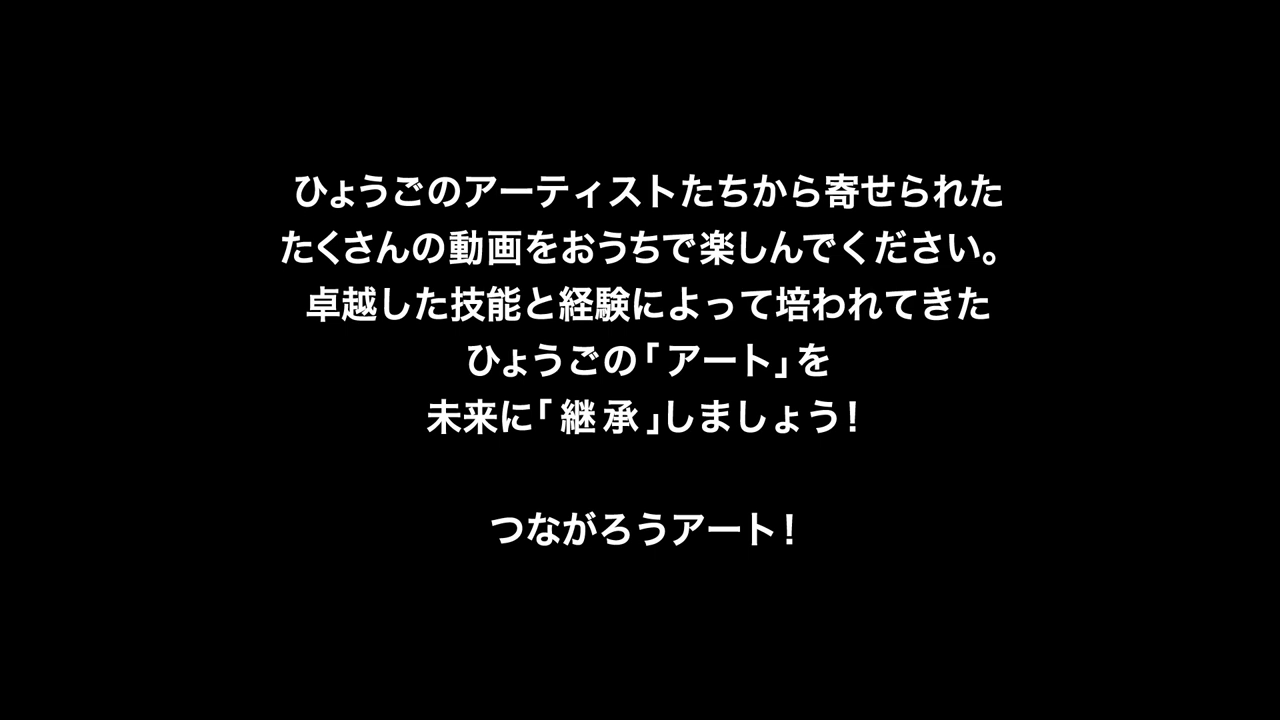 ひょうごのアーティストたちから寄せられた
たくさんの動画をおうちで楽しんでください。
卓越した技能と経験によって培われてきた
ひょうごの「アート」を
未来に「継承」しましょう！
つながろうアート！